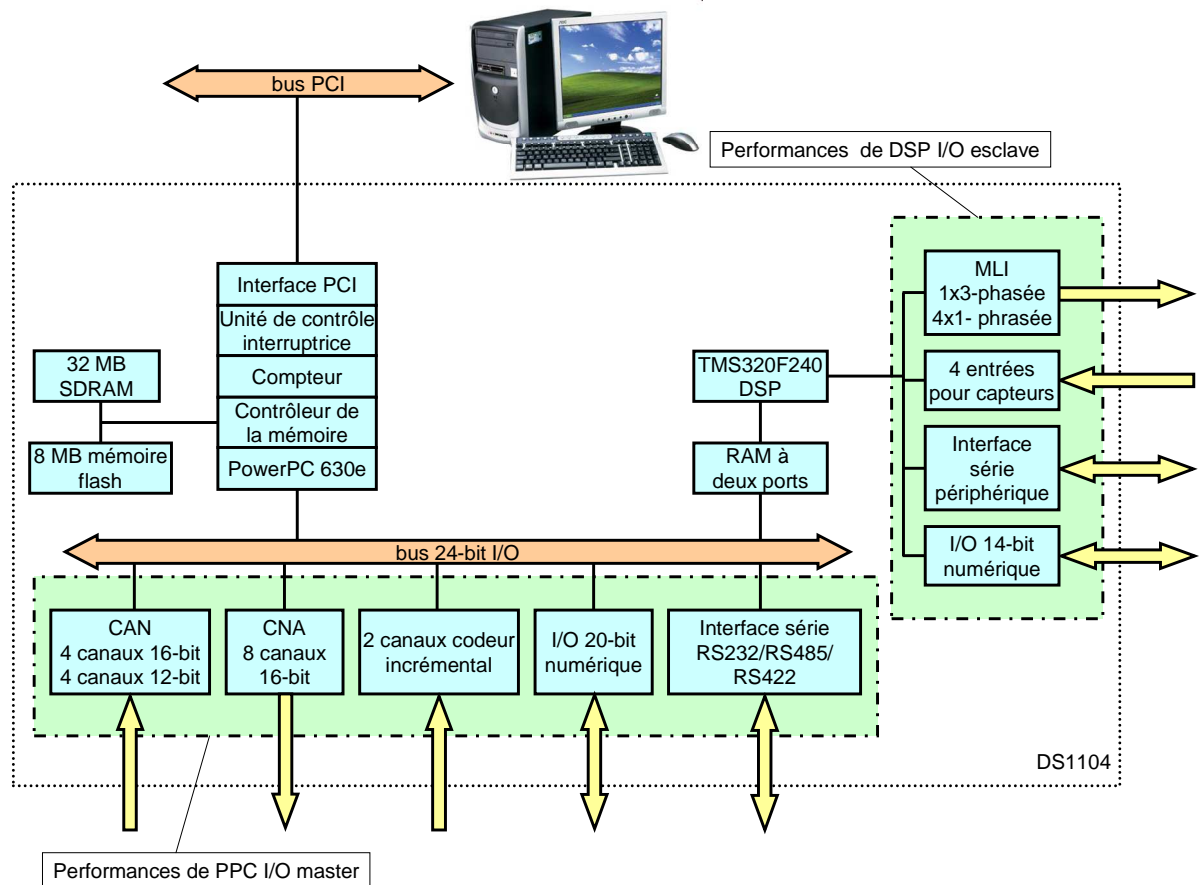 bus PCI
Performances de DSP I/O esclave
Interface PCI
Unité de contrôle
interruptrice
Compteur
Contrôleur de
la mémoire
PowerPC 630e
32 MB
SDRAM
8 MB mémoire
flash
TMS320F240
DSP
RAM à
deux ports
MLI
1x3-phasée
4x1- phrasée
4 entrées
pour capteurs
Interface
série
périphérique
I/O 14-bit
numérique
bus 24-bit I/O
CAN
4 canaux 16-bit
4 canaux 12-bit
CNA
8 canaux
16-bit
2 canaux codeur
incrémental
I/O 20-bit
numérique
Interface série
RS232/RS485/
RS422
DS1104
Performances de PPC I/O master